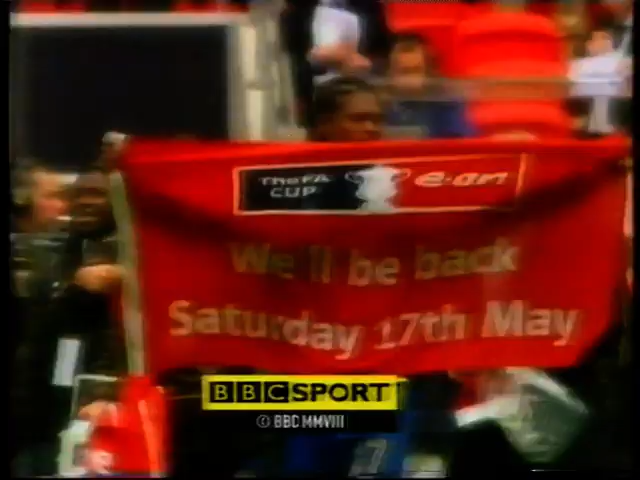 The FA
CUP
e·on
We'll be back
Saturday 17th May
BBC SPORT
© BBC MMVIII